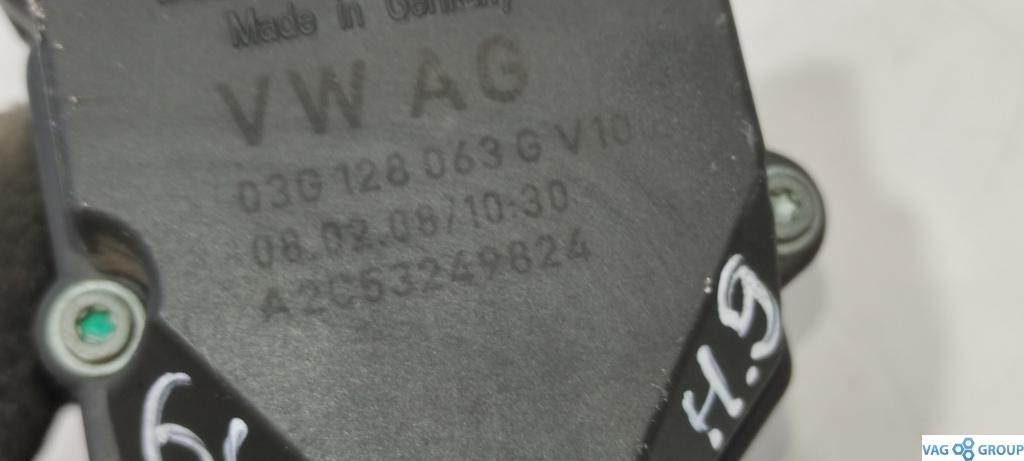 Made in Germany
VW AG
03G 128 063 G V10
08.02.08/10:30
A2C53249824
VAG GROUP